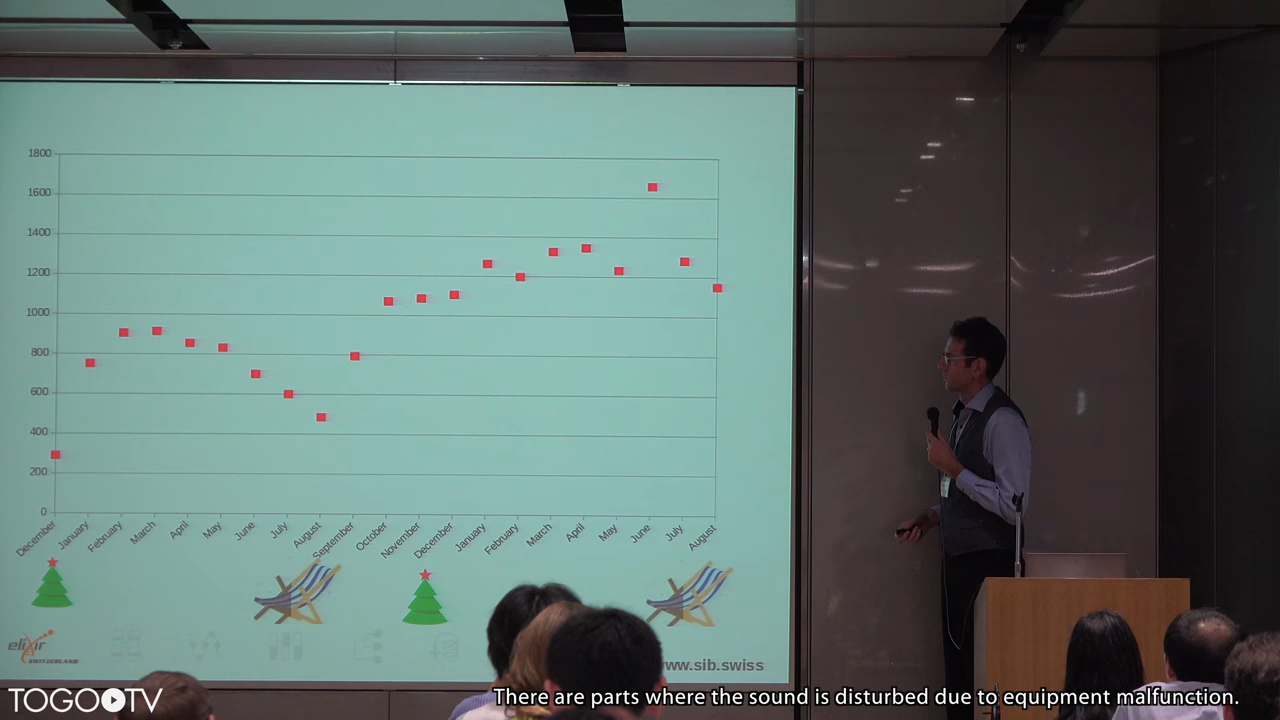 1800
1600
1400
1200
1000
800
600
400
200
0
December
January
February
March
April
May
June
July
August
September
October
November
December
January
February
March
April
May
June
July
August
elixir
SWITZERLAND
www.sib.swiss
TOGOTV
There are parts where the sound is disturbed due to equipment malfunction.